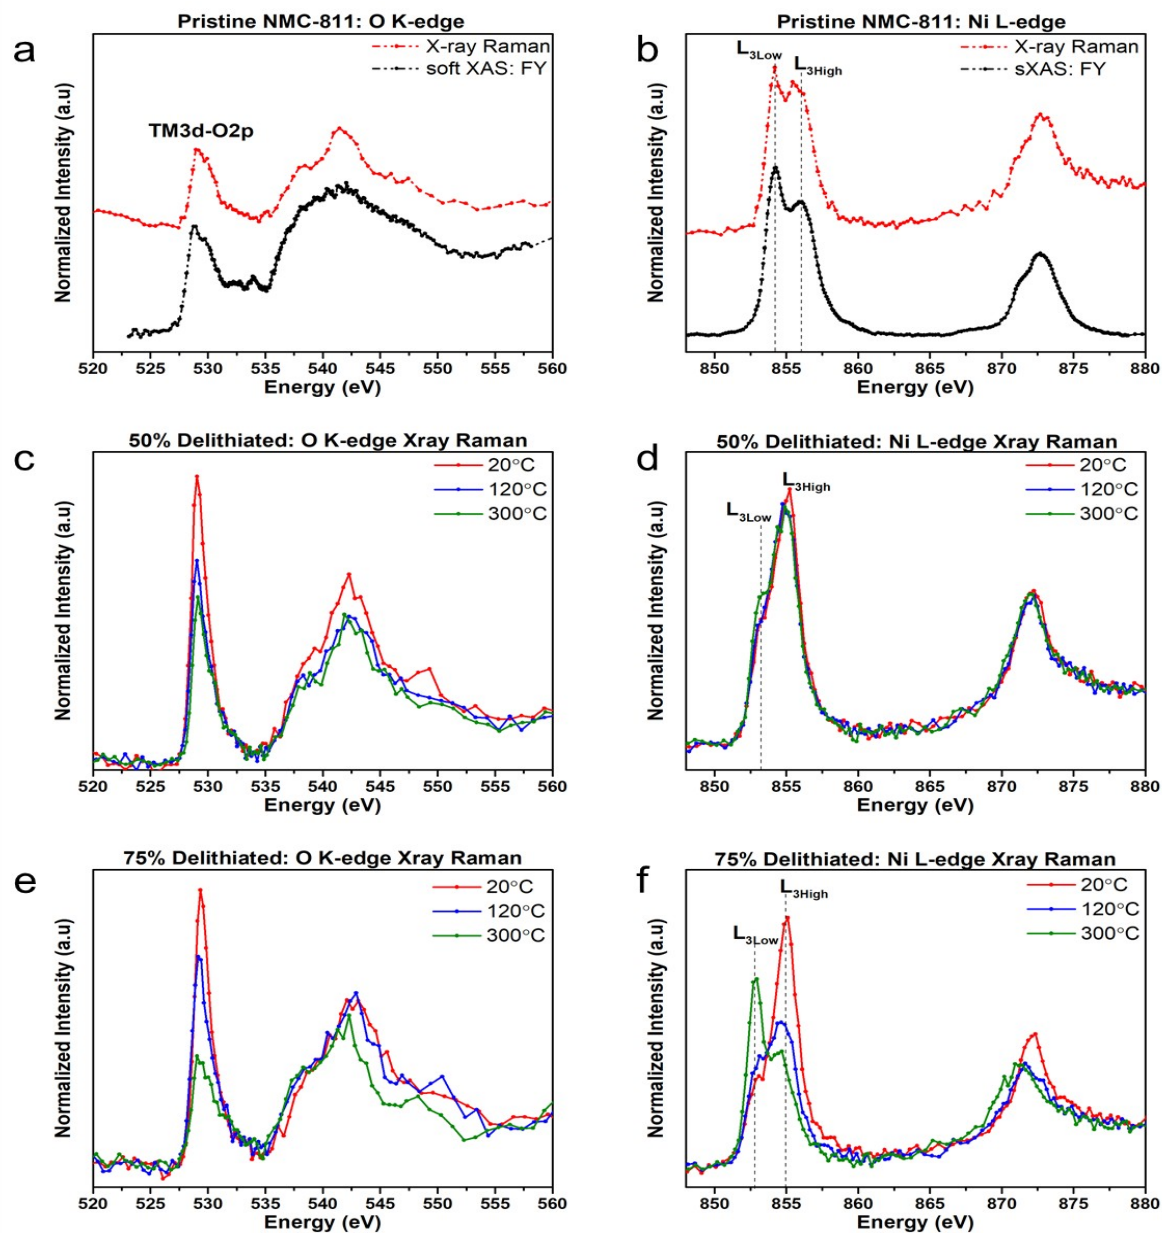 a
Pristine NMC-811: O K-edge
X-ray Raman
soft XAS: FY
TM3d-O2p
Normalized Intensity (a.u)
520 525 530 535 540 545 550 555 560
Energy (eV)
b
Pristine NMC-811: Ni L-edge
X-ray Raman
sXAS: FY
L3Low
L3High
Normalized Intensity (a.u)
850 855 860 865 870 875 880
Energy (eV)
c
50% Delithiated: O K-edge Xray Raman
20°C
120°C
300°C
Normalized Intensity (a.u)
520 525 530 535 540 545 550 555 560
Energy (eV)
d
50% Delithiated: Ni L-edge Xray Raman
20°C
120°C
300°C
L3High
L3Low
Normalized Intensity (a.u)
850 855 860 865 870 875 880
Energy (eV)
e
75% Delithiated: O K-edge Xray Raman
20°C
120°C
300°C
Normalized Intensity (a.u)
520 525 530 535 540 545 550 555 560
Energy (eV)
f
75% Delithiated: Ni L-edge Xray Raman
20°C
120°C
300°C
L3High
L3Low
Normalized Intensity (a.u)
850 855 860 865 870 875 880
Energy (eV)